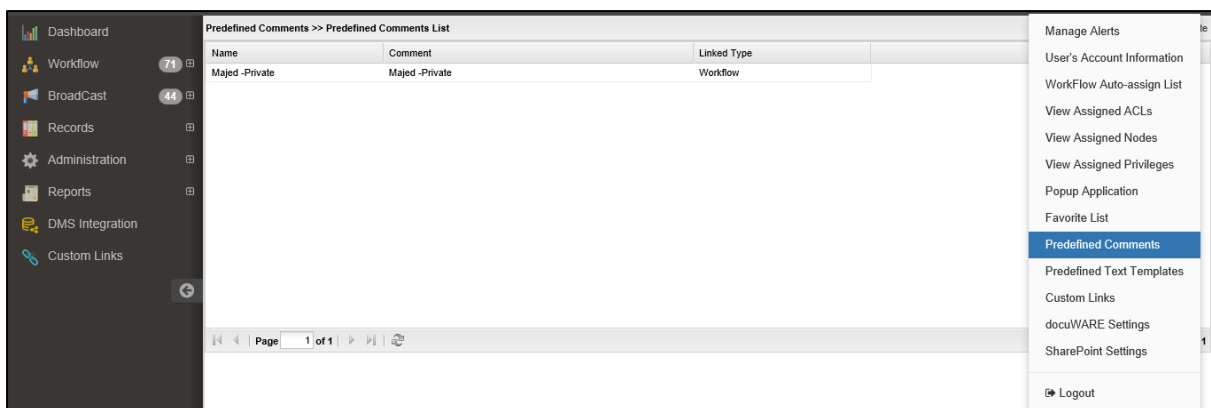 Dashboard
Workflow 71
BroadCast 44
Records
Administration
Reports
DMS Integration
Custom Links
Predefined Comments >> Predefined Comments List
Name Comment Linked Type
Majed -Private Majed -Private Workflow
Page 1 of 1
Manage Alerts
User's Account Information
WorkFlow Auto-assign List
View Assigned ACLs
View Assigned Nodes
View Assigned Privileges
Popup Application
Favorite List
Predefined Comments
Predefined Text Templates
Custom Links
docuWARE Settings
SharePoint Settings
Logout